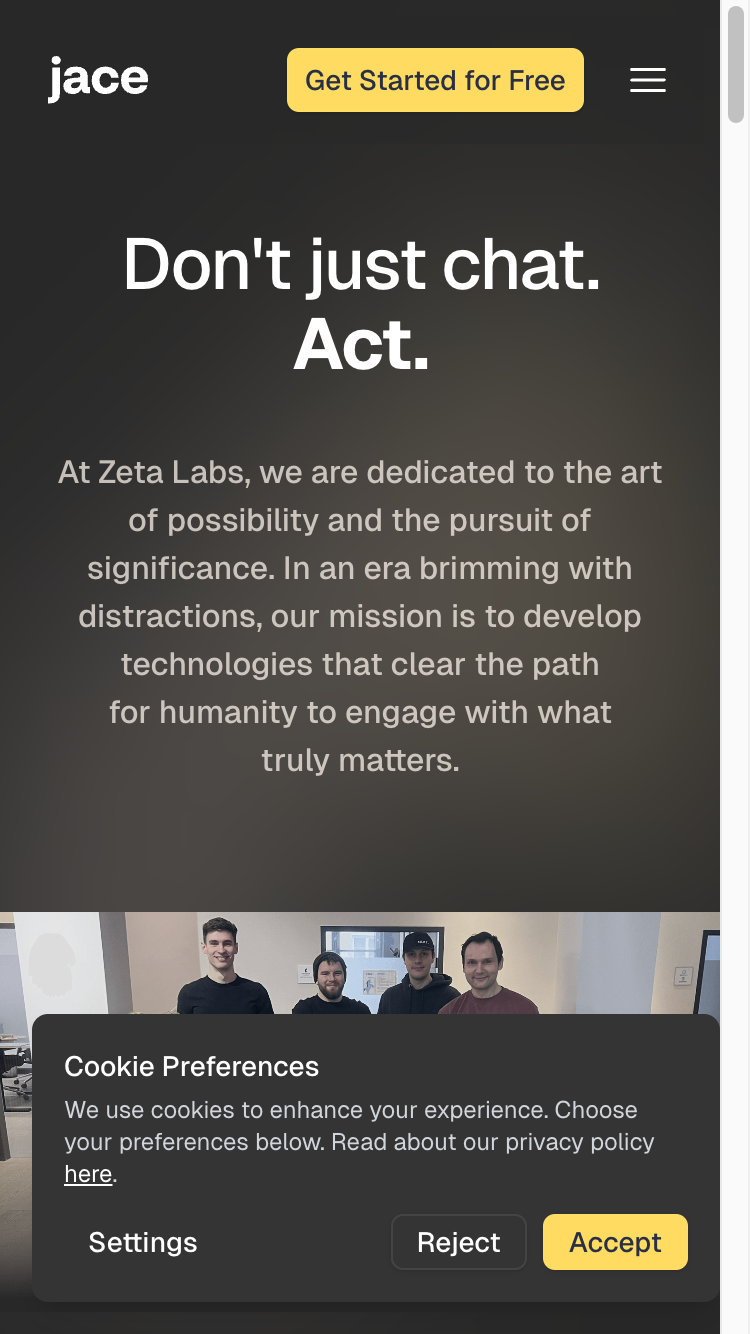 jace
Get Started for Free
Don't just chat.
Act.
At Zeta Labs, we are dedicated to the art
of possibility and the pursuit of
significance. In an era brimming with
distractions, our mission is to develop
technologies that clear the path
for humanity to engage with what
truly matters.
Cookie Preferences
We use cookies to enhance your experience. Choose
your preferences below. Read about our privacy policy
here.
Settings
Reject
Accept